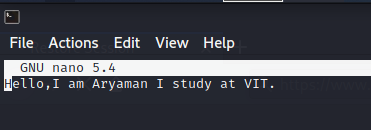 File Actions Edit View Help
GNU nano 5.4
Hello,I am Aryaman I study at VIT.